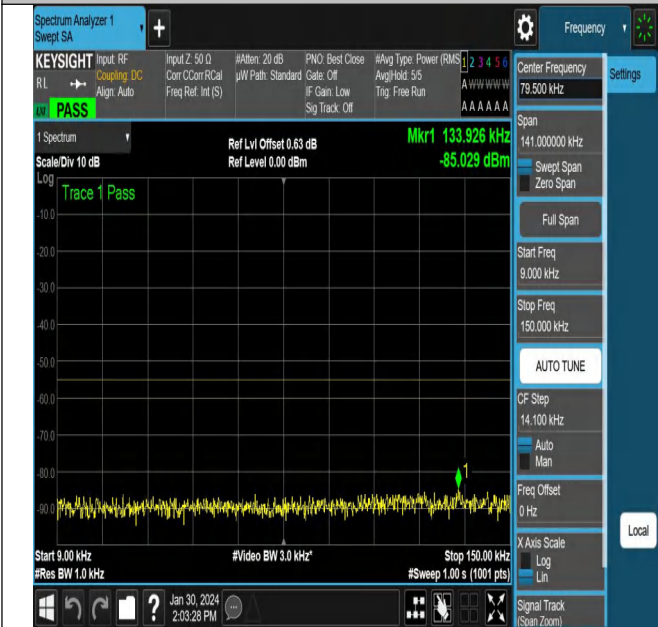 Spectrum Analyzer 1
Swept SA
+
Frequency
KEYSIGHT
RL
PASS
Input: RF
Coupling: DC
Align: Auto
Input Z: 50 Ω
Corr CCorr RCal
Freq Ref: Int (S)
#Atten: 20 dB
µW Path: Standard
PNO: Best Close
Gate: Off
IF Gain: Low
Sig Track: Off
#Avg Type: Power (RMS
Avg|Hold: 5/5
Trig: Free Run
1 2 3 4 5 6
A W W W W W
A A A A A A
1 Spectrum
Scale/Div 10 dB
Ref Lvl Offset 0.63 dB
Ref Level 0.00 dBm
Mkr1 133.926 kHz
-85.029 dBm
Log
Trace 1 Pass
-10.0
-20.0
-30.0
-40.0
-50.0
-60.0
-70.0
-80.0
-90.0
1
Start 9.00 kHz
#Res BW 1.0 kHz
#Video BW 3.0 kHz*
Stop 150.00 kHz
#Sweep 1.00 s (1001 pts)
?
Jan 30, 2024
2:03:28 PM
Center Frequency
79.500 kHz
Span
141.000000 kHz
Swept Span
Zero Span
Full Span
Start Freq
9.000 kHz
Stop Freq
150.000 kHz
AUTO TUNE
CF Step
14.100 kHz
Auto
Man
Freq Offset
0 Hz
X Axis Scale
Log
Lin
Signal Track
(Span Zoom)
Settings
Local